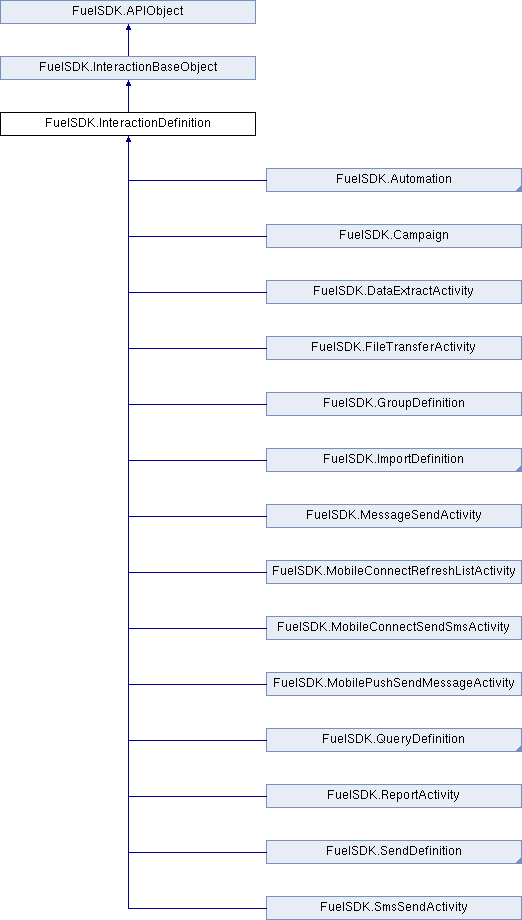 FuelSDK.APIObject
FuelSDK.InteractionBaseObject
FuelSDK.InteractionDefinition
FuelSDK.Automation
FuelSDK.Campaign
FuelSDK.DataExtractActivity
FuelSDK.FileTransferActivity
FuelSDK.GroupDefinition
FuelSDK.ImportDefinition
FuelSDK.MessageSendActivity
FuelSDK.MobileConnectRefreshListActivity
FuelSDK.MobileConnectSendSmsActivity
FuelSDK.MobilePushSendMessageActivity
FuelSDK.QueryDefinition
FuelSDK.ReportActivity
FuelSDK.SendDefinition
FuelSDK.SmsSendActivity